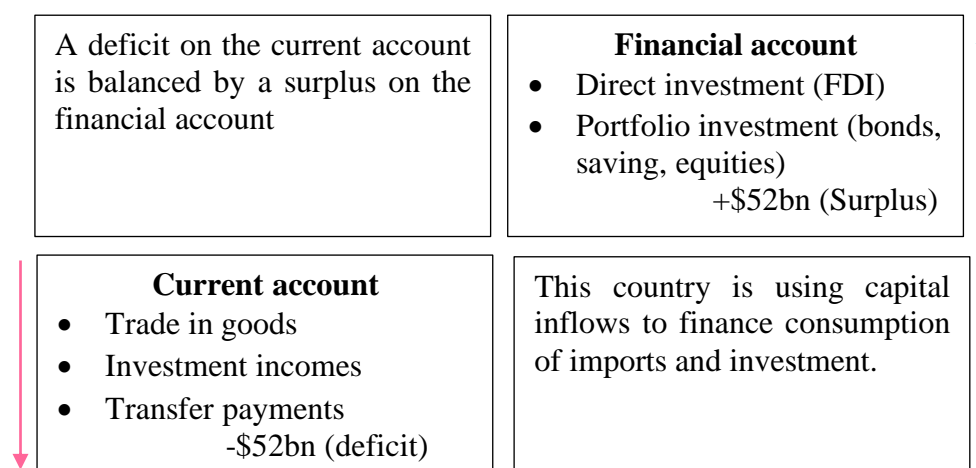 A deficit on the current account
is balanced by a surplus on the
financial account
Financial account
• Direct investment (FDI)
• Portfolio investment (bonds,
saving, equities)
+$52bn (Surplus)
Current account
• Trade in goods
• Investment incomes
• Transfer payments
-$52bn (deficit)
This country is using capital
inflows to finance consumption
of imports and investment.